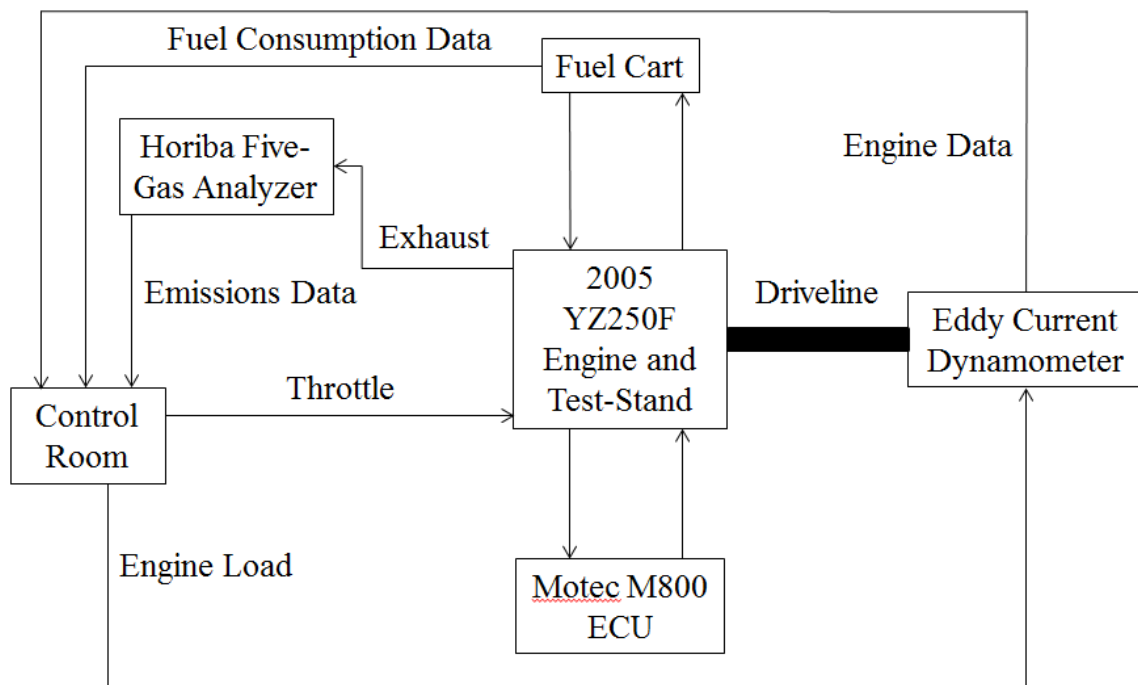 Fuel Consumption Data
Fuel Cart
Horiba Five-
Gas Analyzer
Engine Data
Exhaust
2005
YZ250F
Engine and
Test-Stand
Driveline
Eddy Current
Dynamometer
Emissions Data
Throttle
Control
Room
Engine Load
Motec M800
ECU